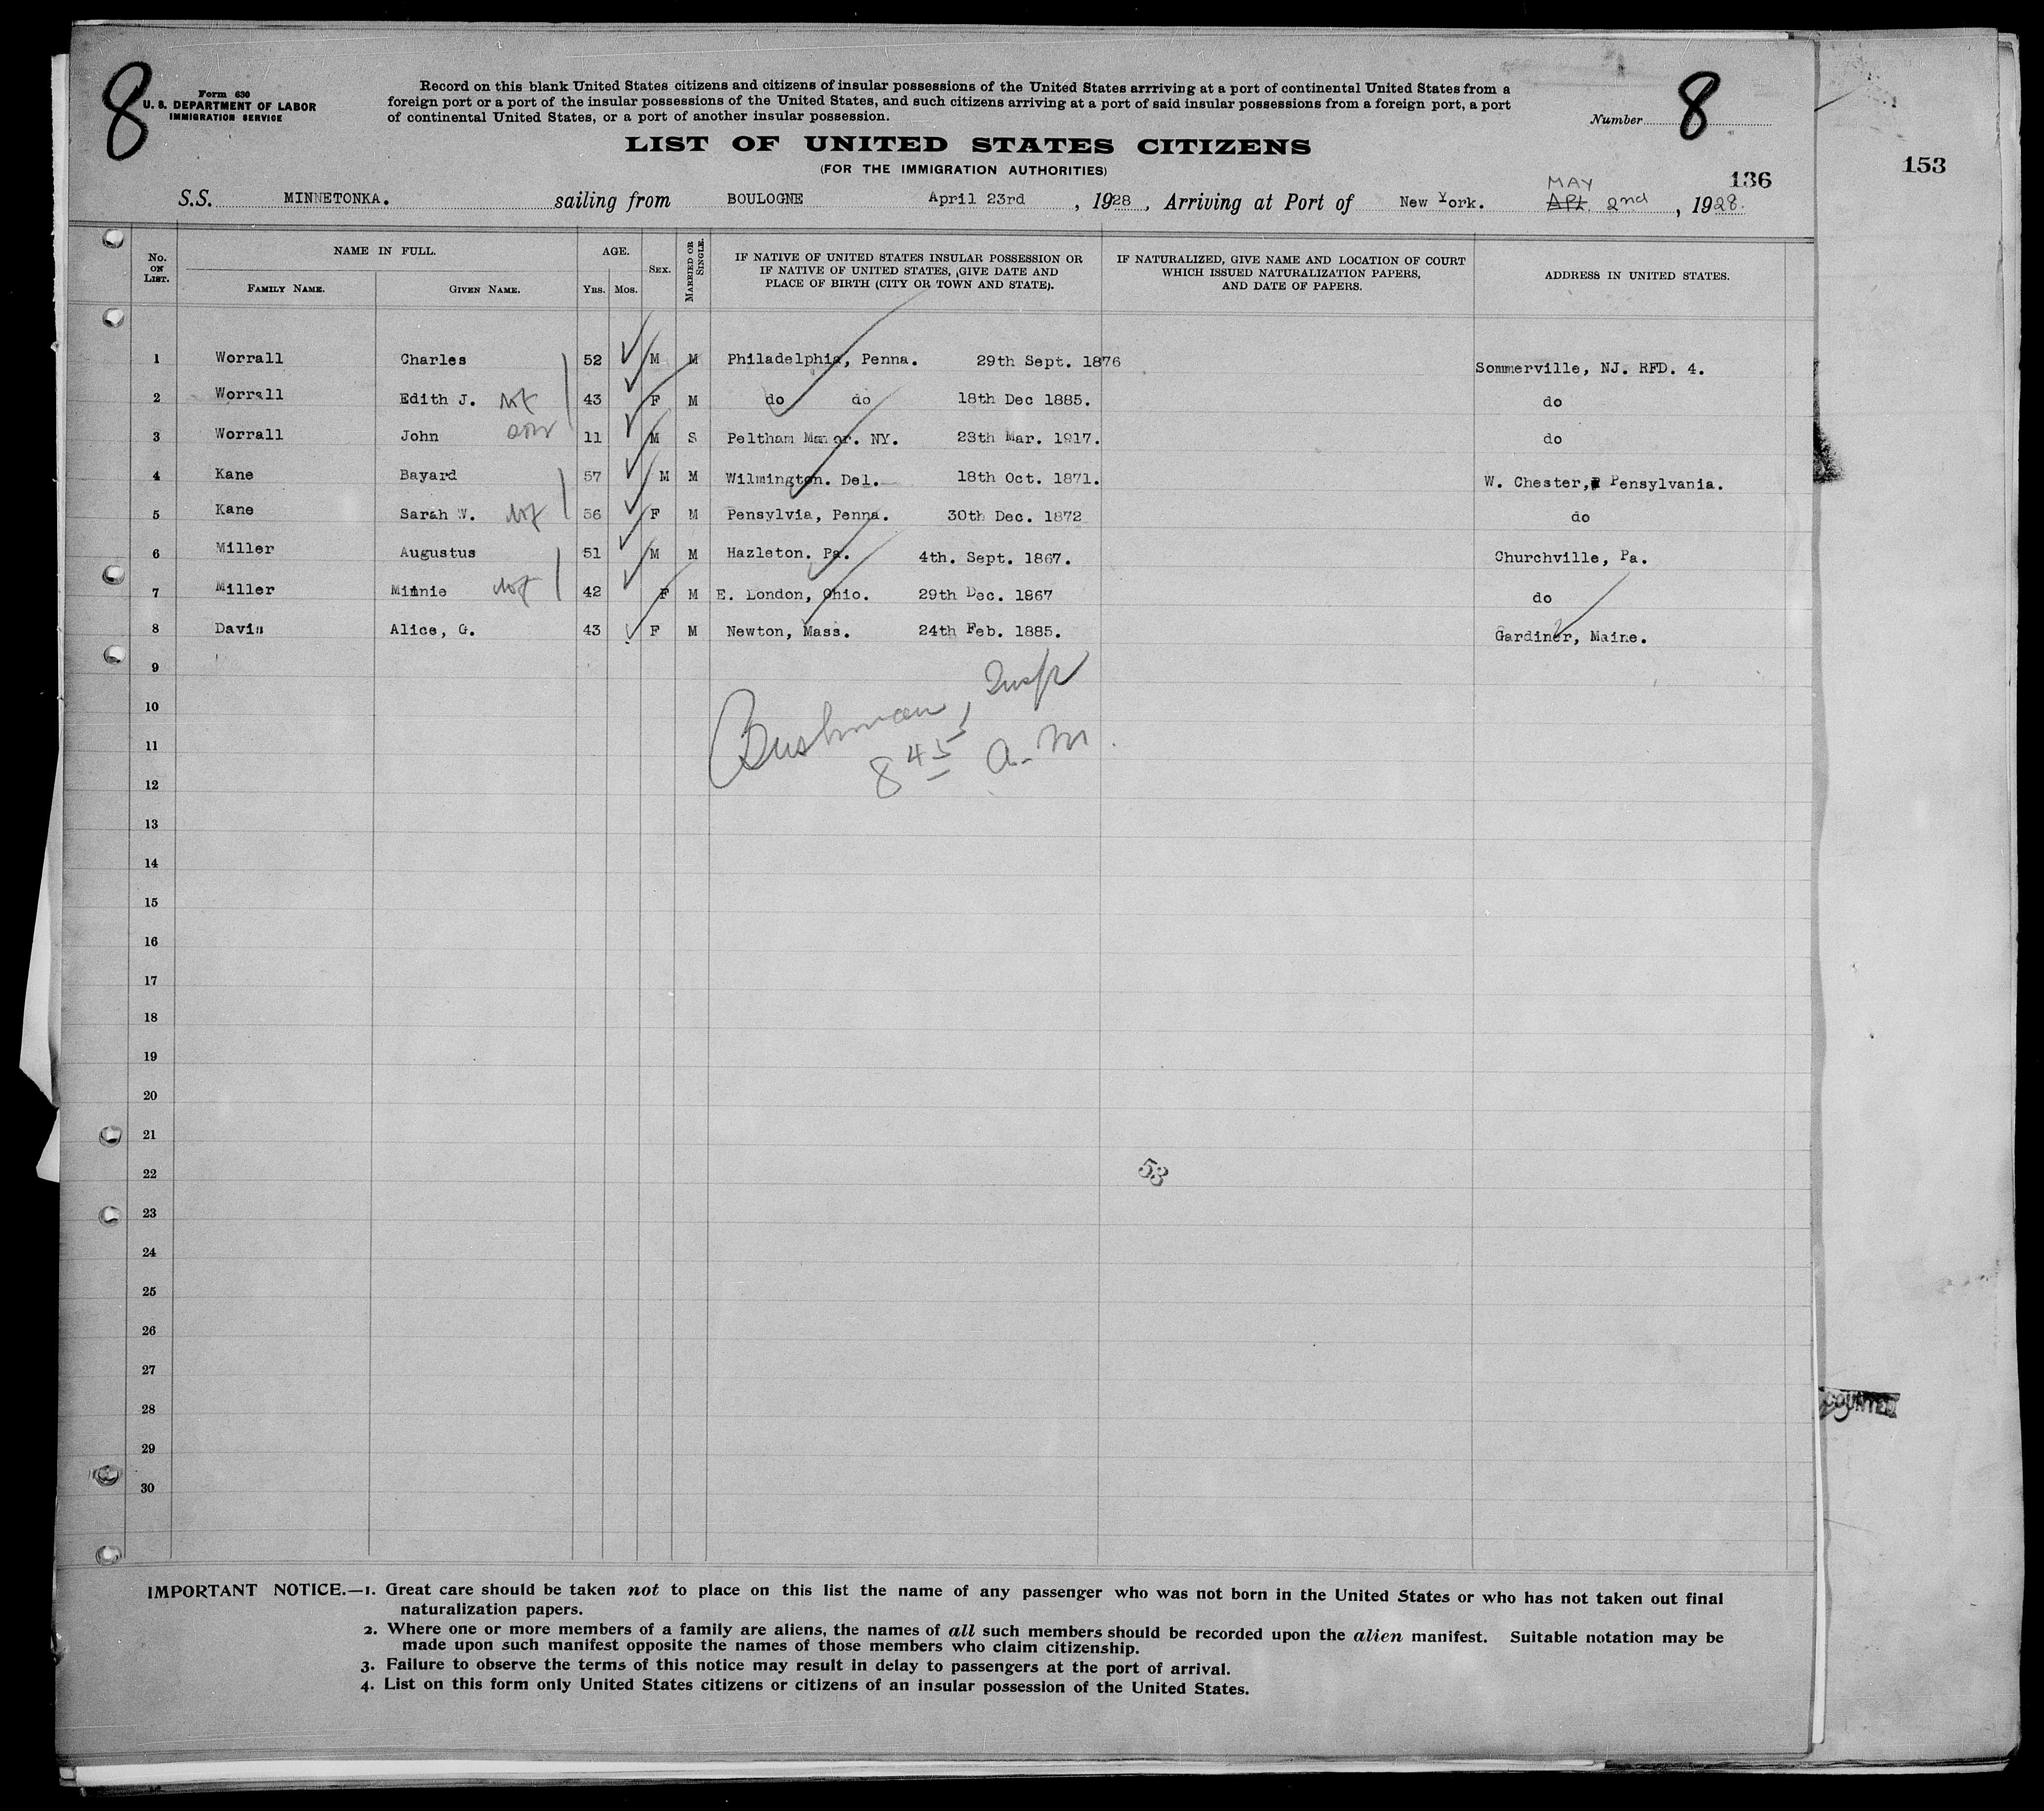 8
Form 630
U. S. DEPARTMENT OF LABOR
IMMIGRATION SERVICE
Record on this blank United States citizens and citizens of insular possessions of the United States arrriving at a port of continental United States from a
foreign port or a port of the insular possessions of the United States, and such citizens arriving at a port of said insular possessions from a foreign port, a port
of continental United States, or a port of another insular possession.
Number 8
LIST OF UNITED STATES CITIZENS
(FOR THE IMMIGRATION AUTHORITIES)
136
153
S.S. MINNETONKA. sailing from BOULOGNE April 23rd, 1928, Arriving at Port of New York. Apl. MAY 2nd, 1928.
No. ON LIST. NAME IN FULL. FAMILY NAME. GIVEN NAME. AGE. YRS. MOS. SEX. MARRIED OR SINGLE. IF NATIVE OF UNITED STATES INSULAR POSSESSION OR IF NATIVE OF UNITED STATES, GIVE DATE AND PLACE OF BIRTH (CITY OR TOWN AND STATE). IF NATURALIZED, GIVE NAME AND LOCATION OF COURT WHICH ISSUED NATURALIZATION PAPERS, AND DATE OF PAPERS. ADDRESS IN UNITED STATES.
1 Worrall Charles 52 M M Philadelphia, Penna. 29th Sept. 1876 Sommerville, NJ. RFD. 4.
2 Worrall Edith J. 43 F M do do 18th Dec 1885. do
3 Worrall John son 11 M S Peltham Manor. NY. 28th Mar. 1917. do
4 Kane Bayard 57 M M Wilmington. Del. 18th Oct. 1871. W. Chester, Pensylvania.
5 Kane Sarah W. 56 F M Pensylvia, Penna. 30th Dec. 1872 do
6 Miller Augustus 51 M M Hazleton. Pa. 4th. Sept. 1867. Churchville, Pa.
7 Miller Minnie 42 F M E. London, Ohio. 29th Dec. 1867 do
8 Davis Alice, G. 43 F M Newton, Mass. 24th Feb. 1885. Gardiner, Maine.
9
Bushman, Insp
10
11
8 45 a.m.
12
13
14
15
16
17
18
19
20
21
22
53
23
24
25
26
27
28
COUNTED
29
30
IMPORTANT NOTICE.—1. Great care should be taken not to place on this list the name of any passenger who was not born in the United States or who has not taken out final
naturalization papers.
2. Where one or more members of a family are aliens, the names of all such members should be recorded upon the alien manifest. Suitable notation may be
made upon such manifest opposite the names of those members who claim citizenship.
3. Failure to observe the terms of this notice may result in delay to passengers at the port of arrival.
4. List on this form only United States citizens or citizens of an insular possession of the United States.